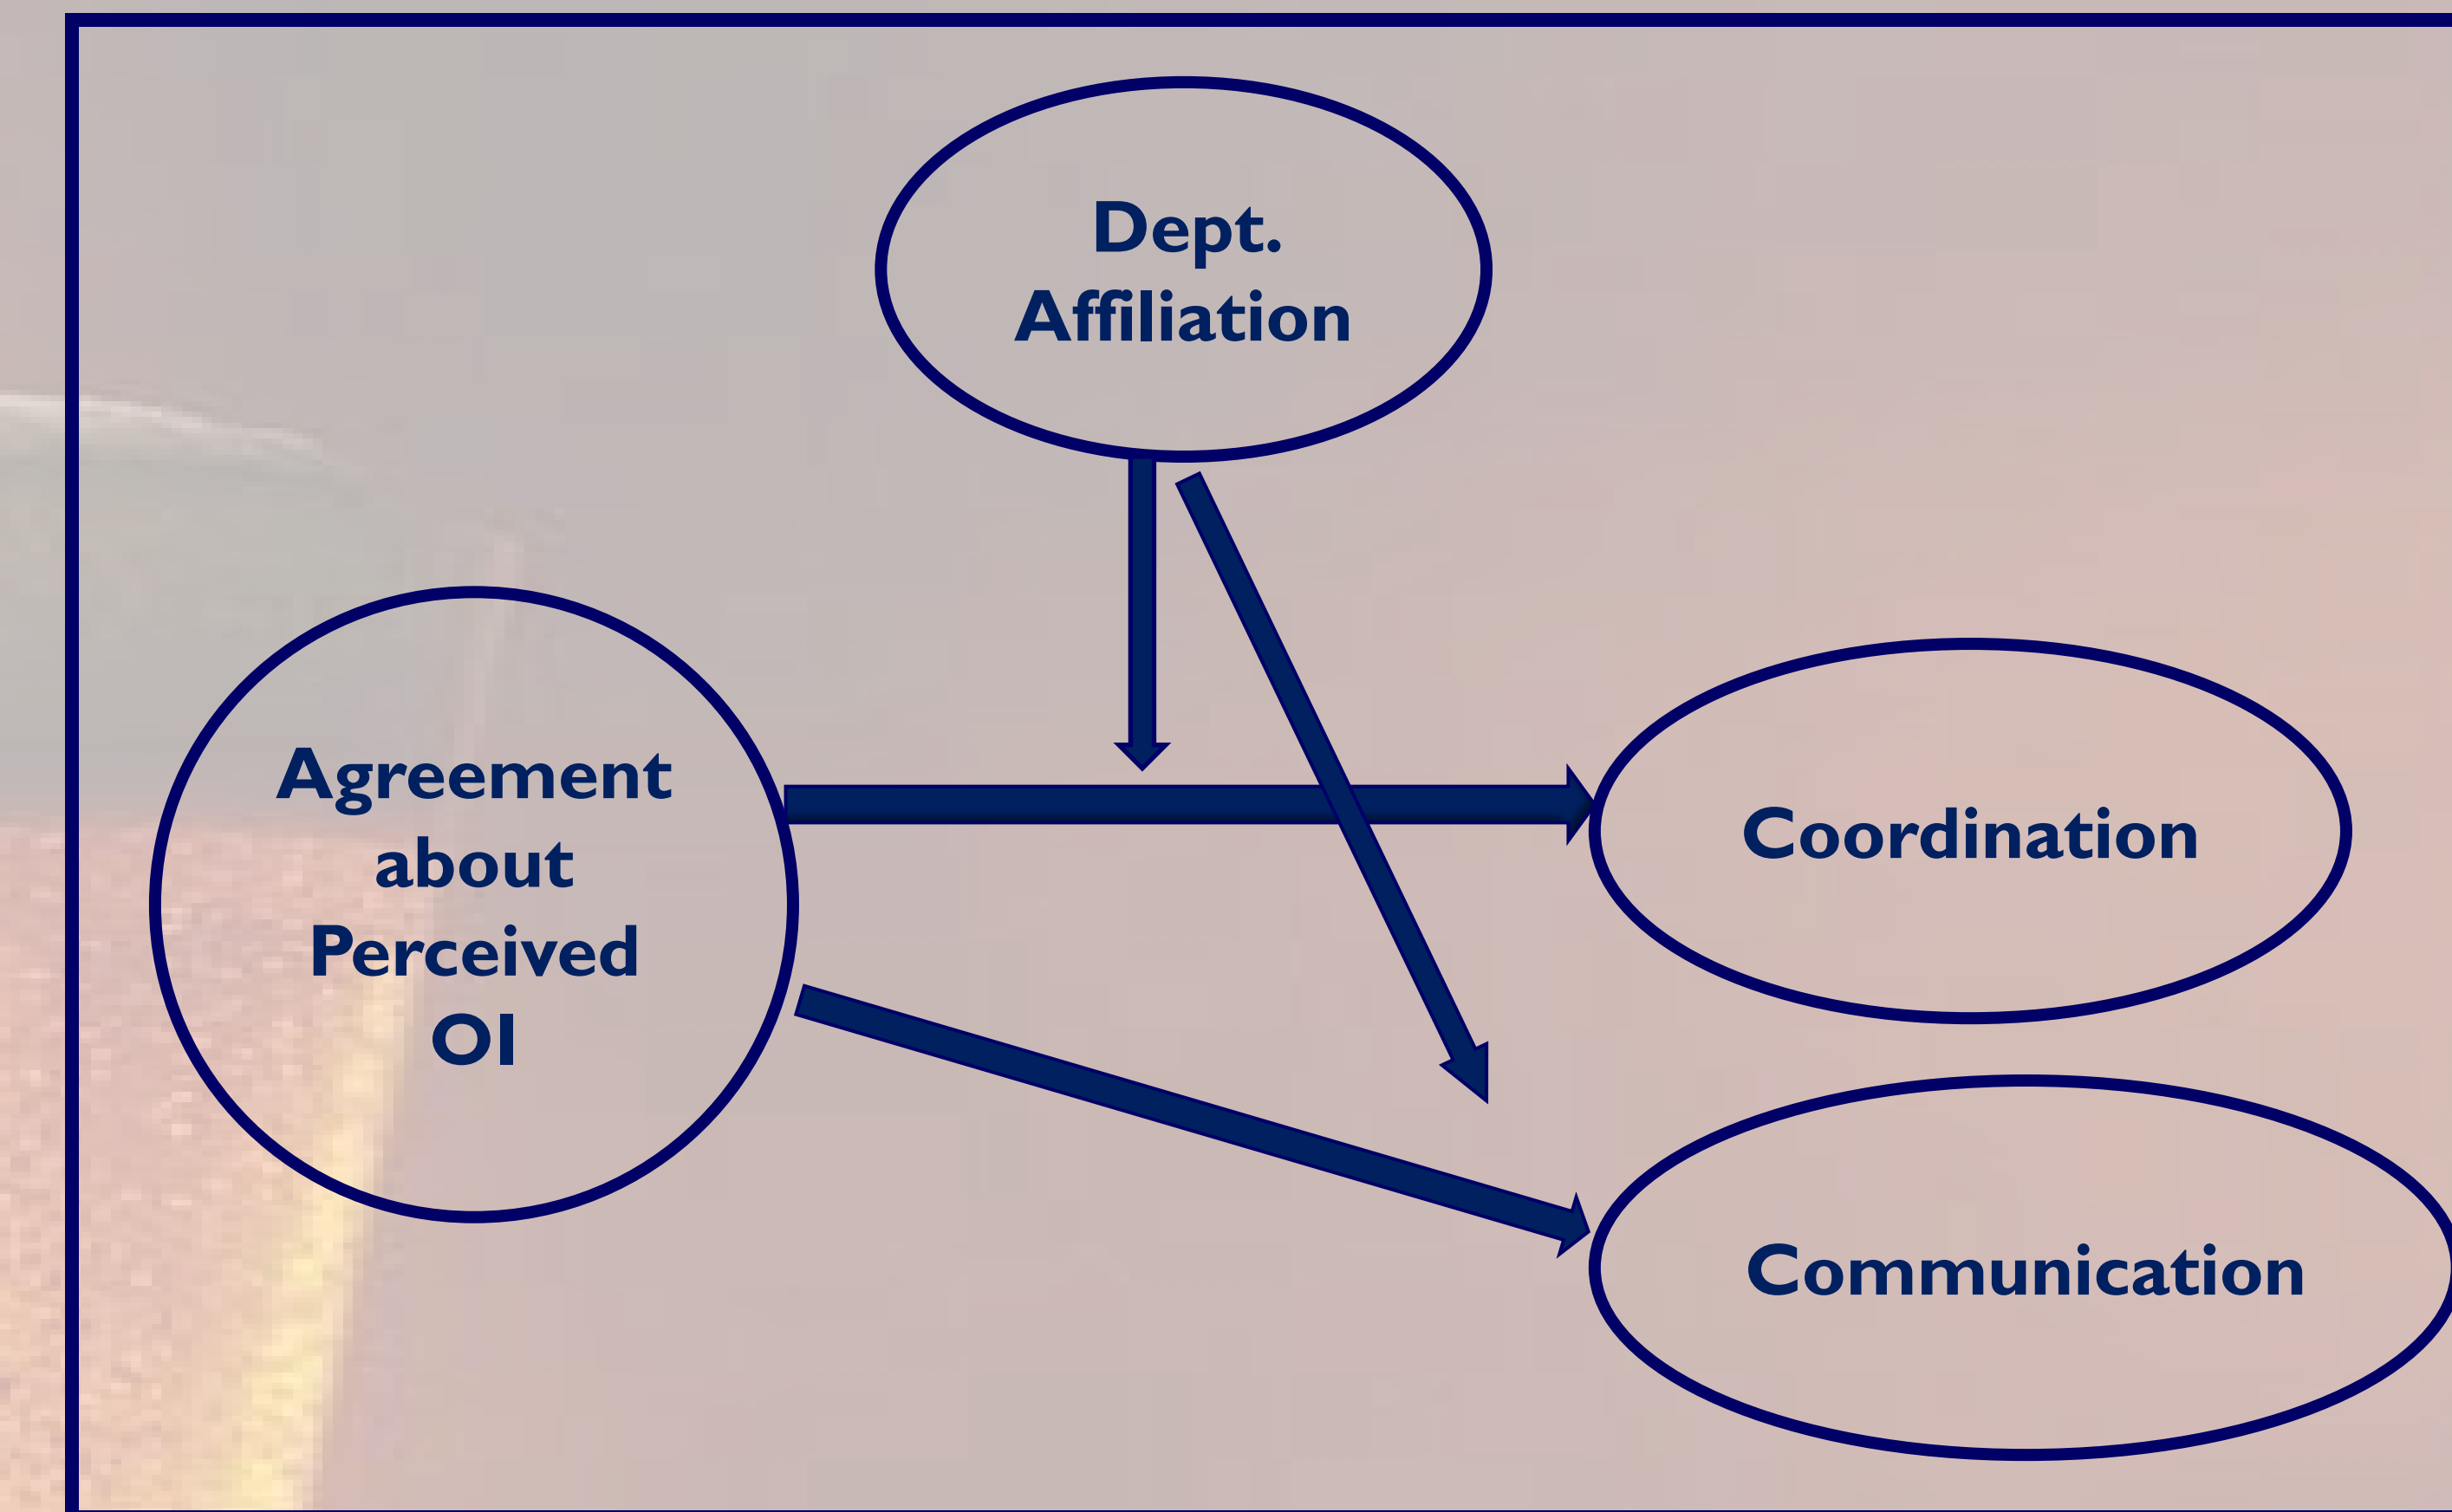 Dept.
Affiliation
Agreement
about
Perceived
OI
Coordination
Communication